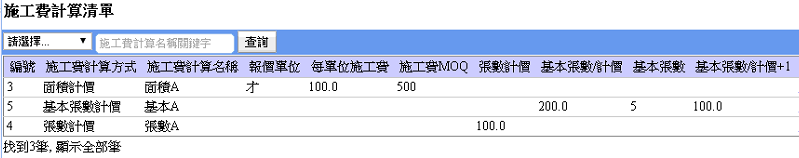 施工費計算清單
請選擇... 施工費計算名稱關鍵字 查詢
編號 施工費計算方式 施工費計算名稱 報價單位 每單位施工費 施工費MOQ 張數計價 基本張數/計價 基本張數 基本張數/計價+1
3 面積計價 面積A 才 100.0 500
5 基本張數計價 基本A 200.0 5 100.0
4 張數計價 張數A 100.0
找到3筆, 顯示全部筆